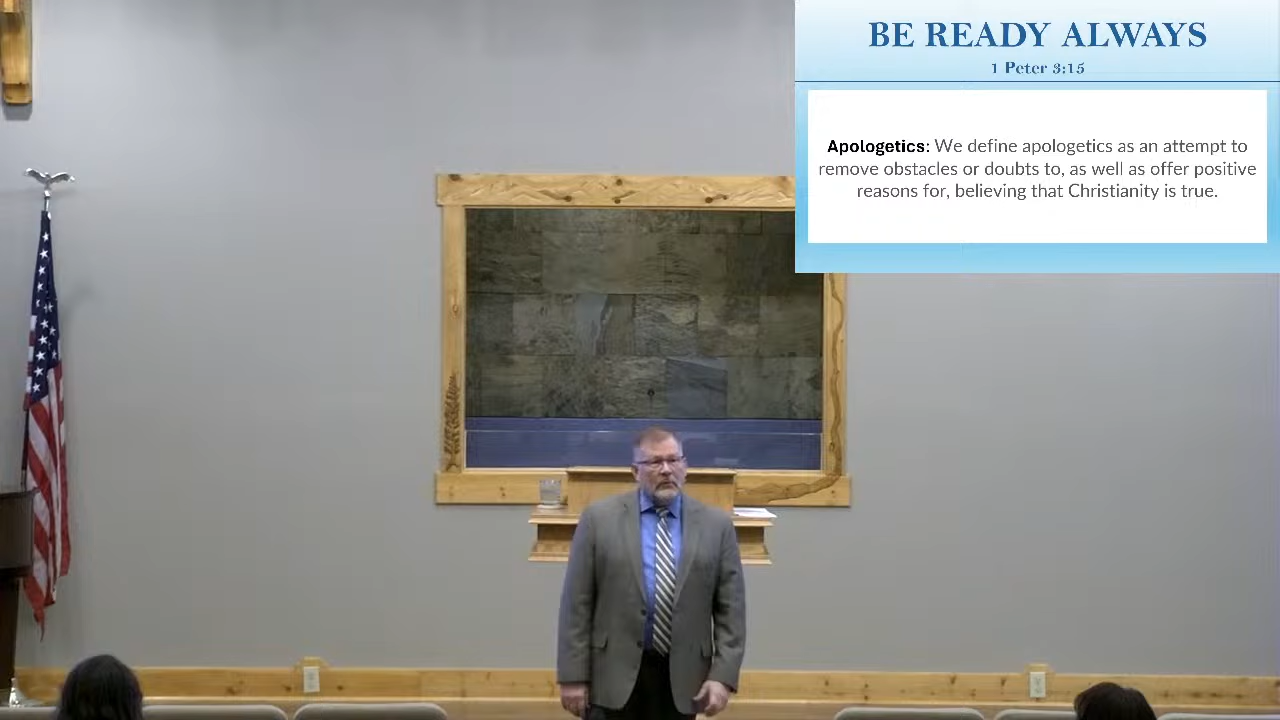 BE READY ALWAYS
1 Peter 3:15
Apologetics: We define apologetics as an attempt to
remove obstacles or doubts to, as well as offer positive
reasons for, believing that Christianity is true.